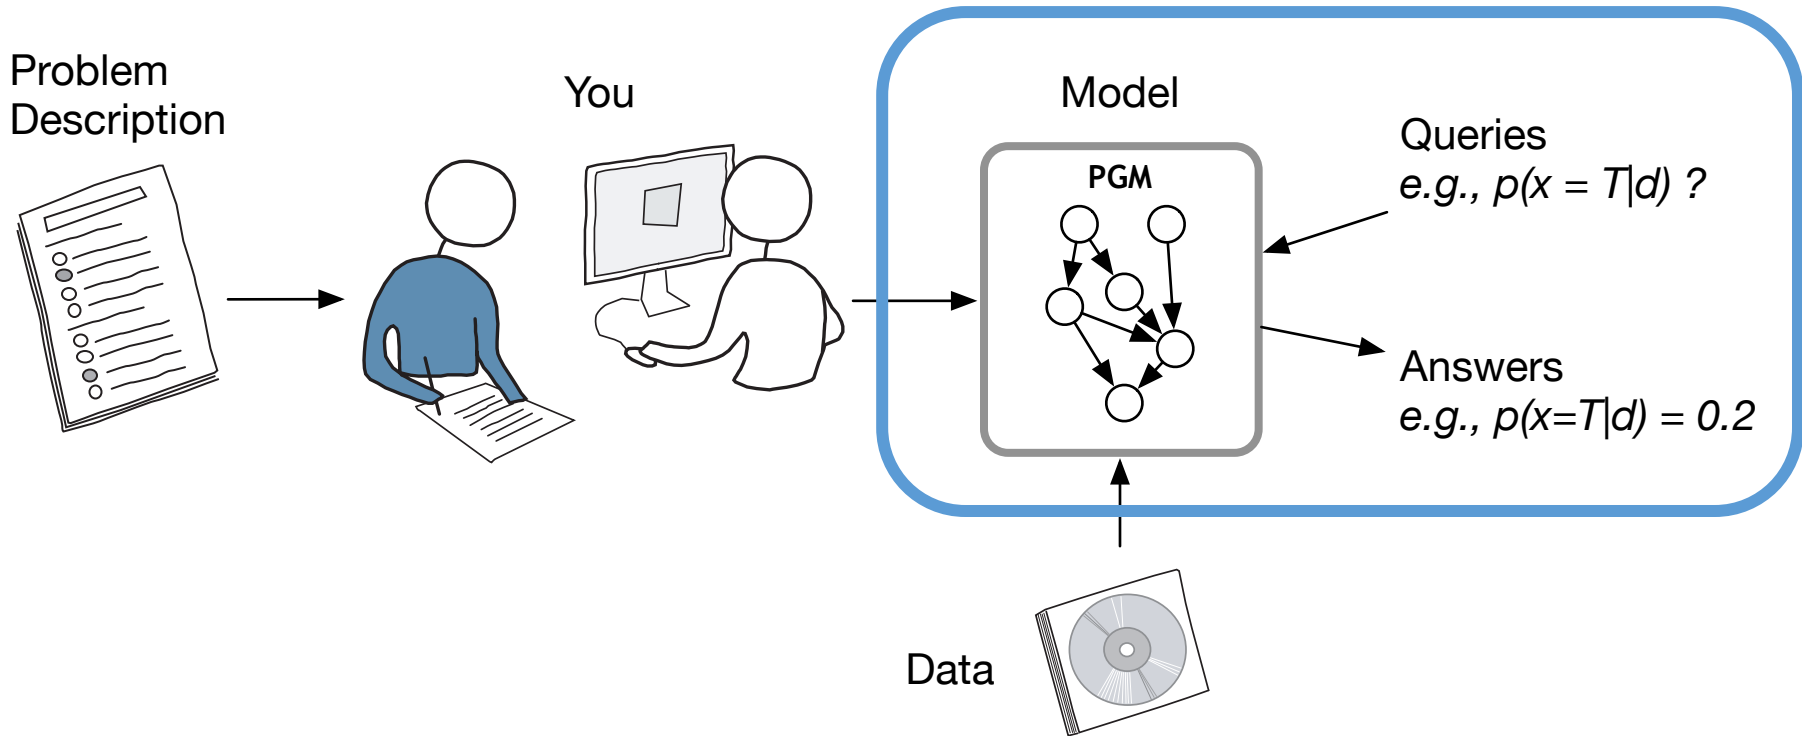 Problem
Description
You
Model
PGM
Queries
e.g., p(x = T|d) ?
Answers
e.g., p(x=T|d) = 0.2
Data